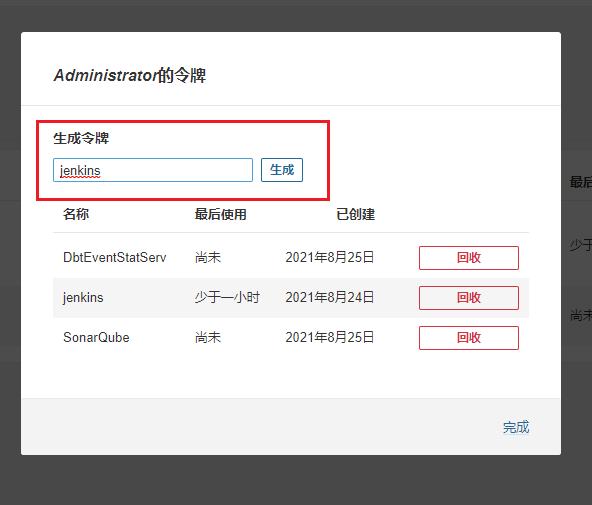 Administrator的令牌
生成令牌
jenkins 生成
最后
名称 最后使用 已创建
DbtEventStatServ 尚未 2021年8月25日 回收
少于
jenkins 少于一小时 2021年8月24日 回收
尚未
SonarQube 尚未 2021年8月25日 回收
完成